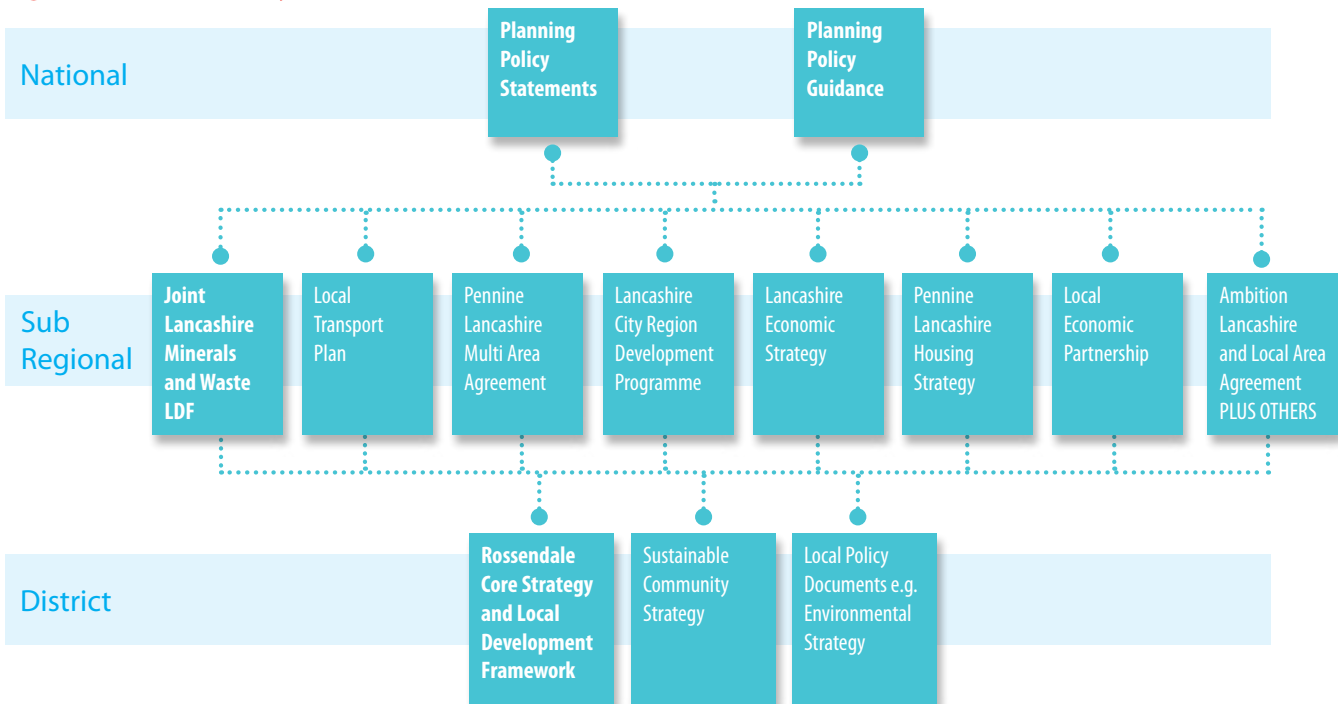 National
Planning
Policy
Statements
Planning
Policy
Guidance
Sub
Regional
Joint
Lancashire
Minerals
and Waste
LDF
Local
Transport
Plan
Pennine
Lancashire
Multi Area
Agreement
Lancashire
City Region
Development
Programme
Lancashire
Economic
Strategy
Pennine
Lancashire
Housing
Strategy
Local
Economic
Partnership
Ambition
Lancashire
and Local Area
Agreement
PLUS OTHERS
District
Rossendale
Core Strategy
and Local
Development
Framework
Sustainable
Community
Strategy
Local Policy
Documents e.g.
Environmental
Strategy